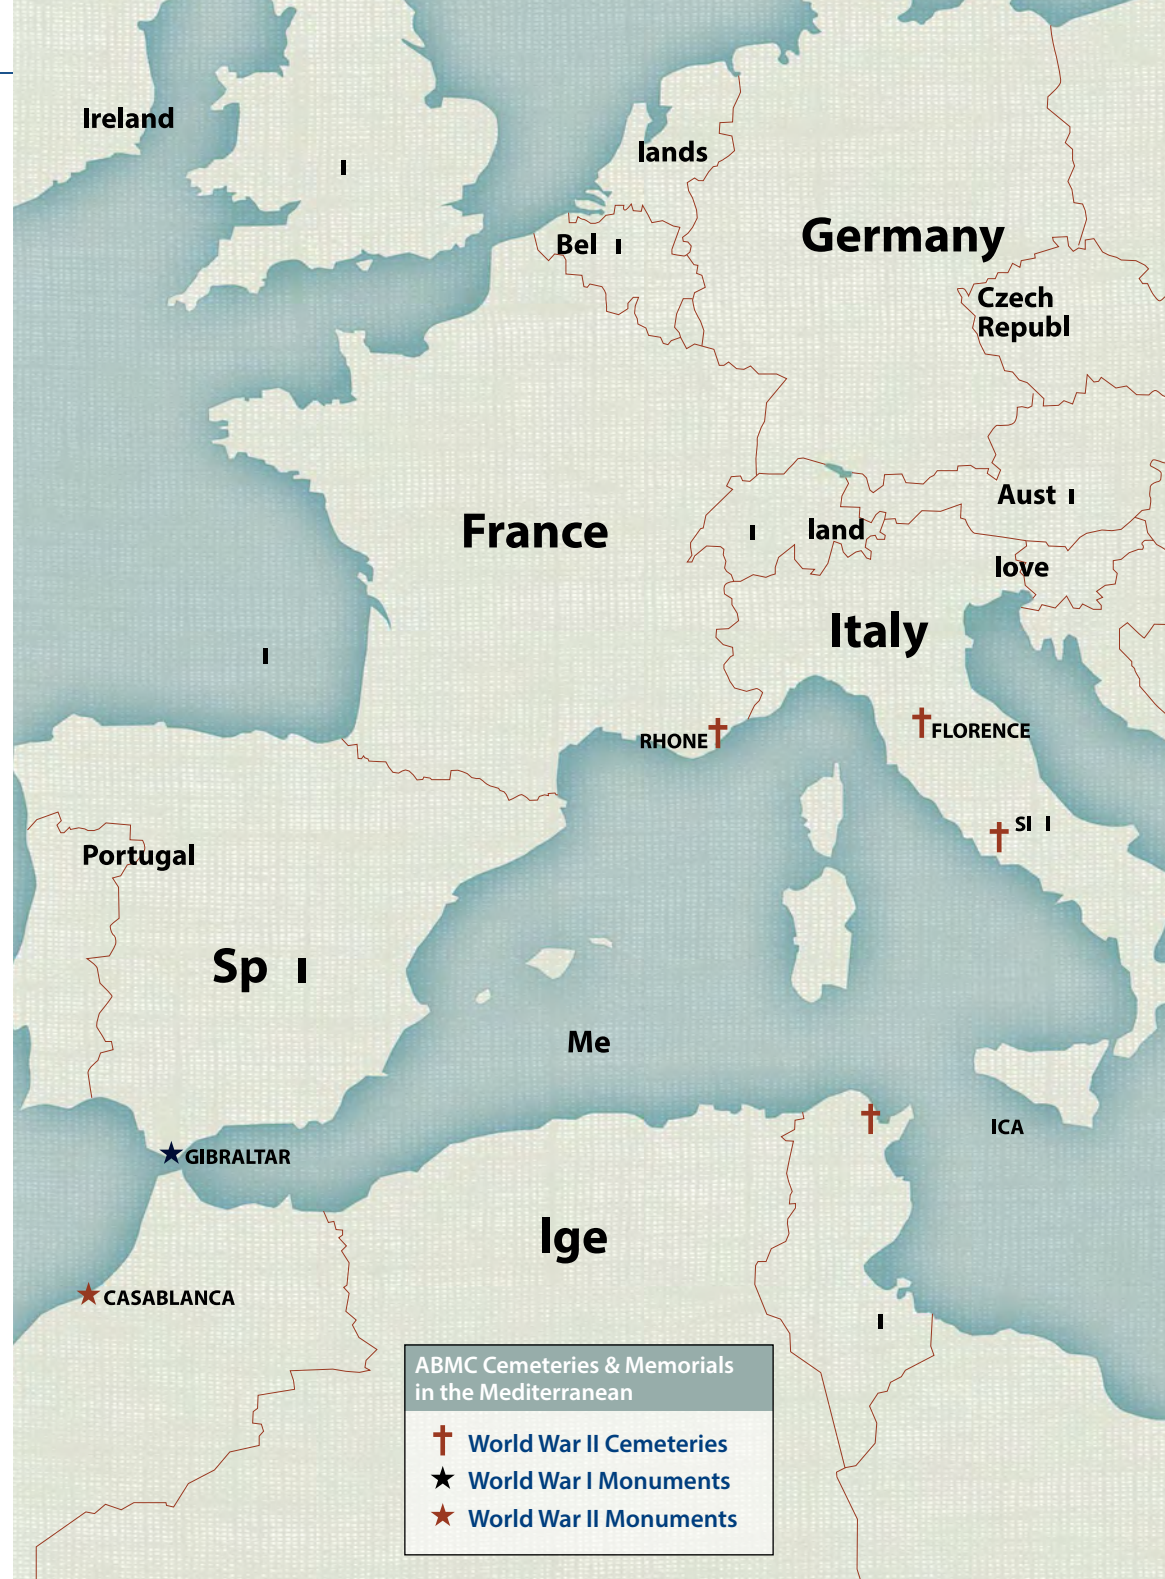 Ireland
lands
Germany
Bel I
Czech
Republ
France
Aust I
I land
love
Italy
RHONE
FLORENCE
SI I
Portugal
Sp I
Me
ICA
GIBRALTAR
lge
CASABLANCA
ABMC Cemeteries & Memorials
in the Mediterranean
World War II Cemeteries
World War I Monuments
World War II Monuments